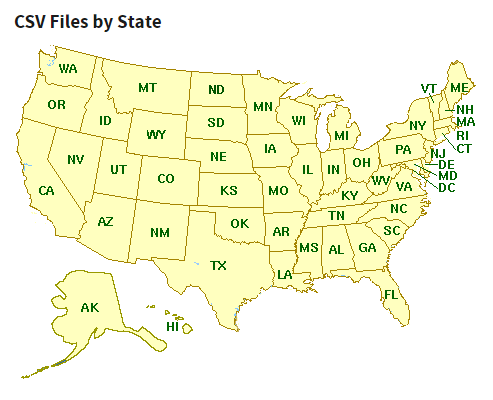 CSV Files by State
WA
MT
ND
MN
VT
ME
OR
ID
SD
WI
MI
NY
NH
MA
RI
CT
WY
NE
IA
PA
NJ
DE
MD
DC
NV
UT
CO
IL
IN
OH
WV
VA
CA
KS
MO
KY
AZ
NM
OK
AR
TN
NC
SC
TX
LA
MS
AL
GA
FL
AK
HI